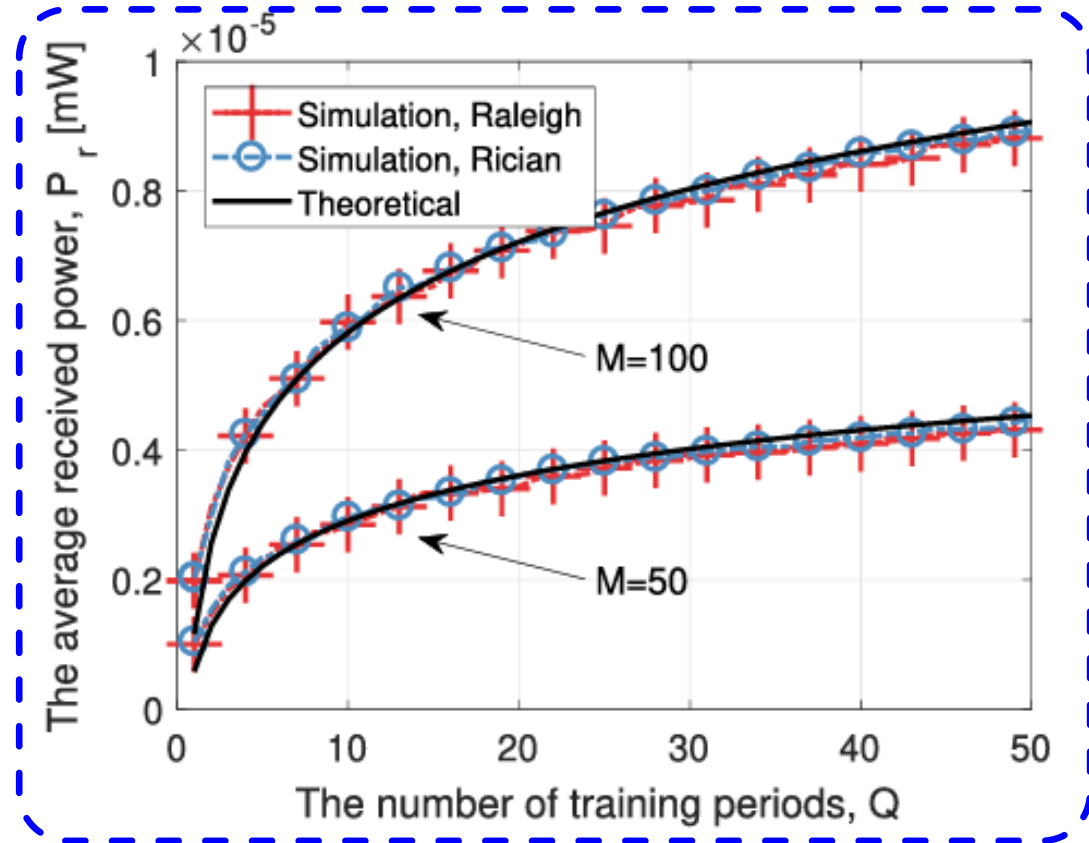 ×10⁻⁵
1
0.8
0.6
0.4
0.2
0
The average received power, P_r [mW]
Simulation, Raleigh
Simulation, Rician
Theoretical
M=100
M=50
0 10 20 30 40 50
The number of training periods, Q